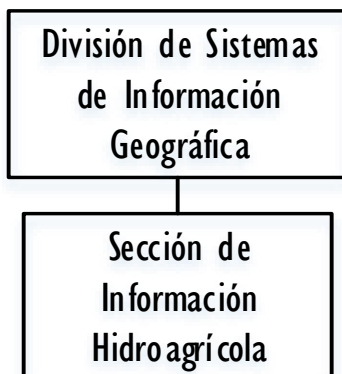 División de Sistemas
de Información
Geográfica
Sección de
Información
Hidroagrícola